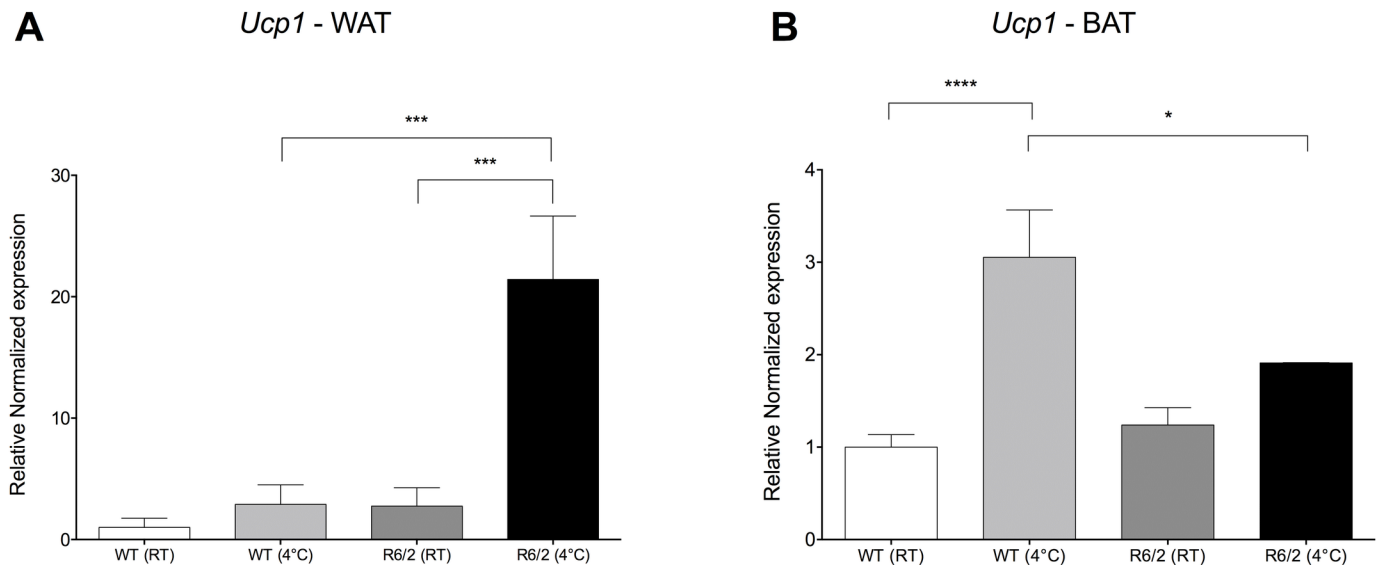 A
Ucp1 - WAT
***
***
Relative Normalized expression
30
20
10
0
WT (RT)
WT (4°C)
R6/2 (RT)
R6/2 (4°C)
B
Ucp1 - BAT
****
*
Relative Normalized expression
4
3
2
1
0
WT (RT)
WT (4°C)
R6/2 (RT)
R6/2 (4°C)